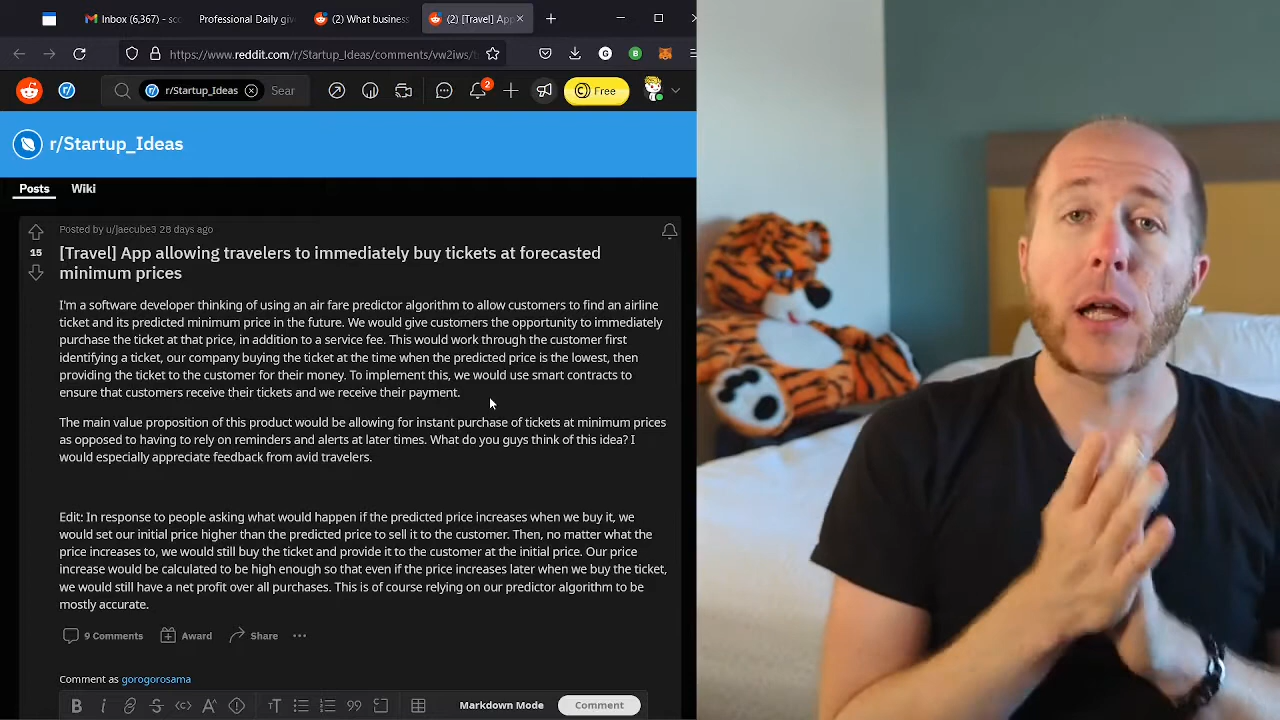 Inbox (6,367) - sc
Professional Daily giv
(2) What business
(2) [Travel] App
https://www.reddit.com/r/Startup_Ideas/comments/vw2iws/
r/Startup_Ideas
Sear
2
Free
r/Startup_Ideas
Posts
Wiki
Posted by u/jaecube3 28 days ago
15
[Travel] App allowing travelers to immediately buy tickets at forecasted
minimum prices
I'm a software developer thinking of using an air fare predictor algorithm to allow customers to find an airline
ticket and its predicted minimum price in the future. We would give customers the opportunity to immediately
purchase the ticket at that price, in addition to a service fee. This would work through the customer first
identifying a ticket, our company buying the ticket at the time when the predicted price is the lowest, then
providing the ticket to the customer for their money. To implement this, we would use smart contracts to
ensure that customers receive their tickets and we receive their payment.
The main value proposition of this product would be allowing for instant purchase of tickets at minimum prices
as opposed to having to rely on reminders and alerts at later times. What do you guys think of this idea? I
would especially appreciate feedback from avid travelers.
Edit: In response to people asking what would happen if the predicted price increases when we buy it, we
would set our initial price higher than the predicted price to sell it to the customer. Then, no matter what the
price increases to, we would still buy the ticket and provide it to the customer at the initial price. Our price
increase would be calculated to be high enough so that even if the price increases later when we buy the ticket,
we would still have a net profit over all purchases. This is of course relying on our predictor algorithm to be
mostly accurate.
9 Comments
Award
Share
Comment as gorogorosama
Markdown Mode
Comment